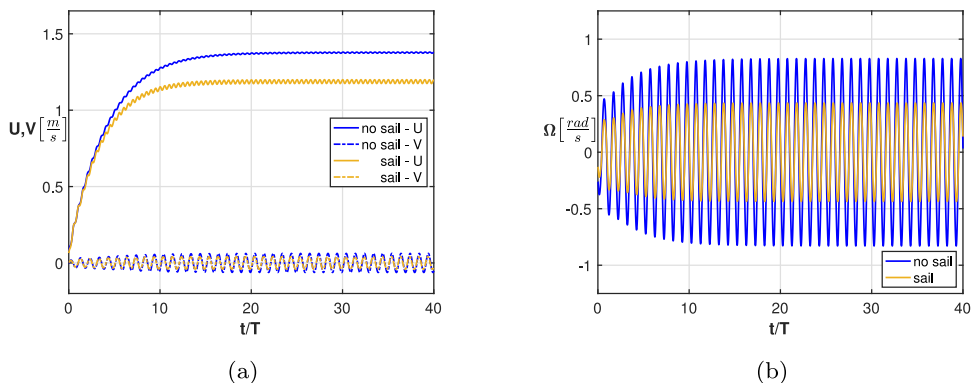 1.5
1
0.5
0
U,V [m/s]
no sail - U
no sail - V
sail - U
sail - V
0 10 20 30 40
t/T
(a)
1
0.5
0
-0.5
-1
Ω [rad/s]
no sail
sail
0 10 20 30 40
t/T
(b)